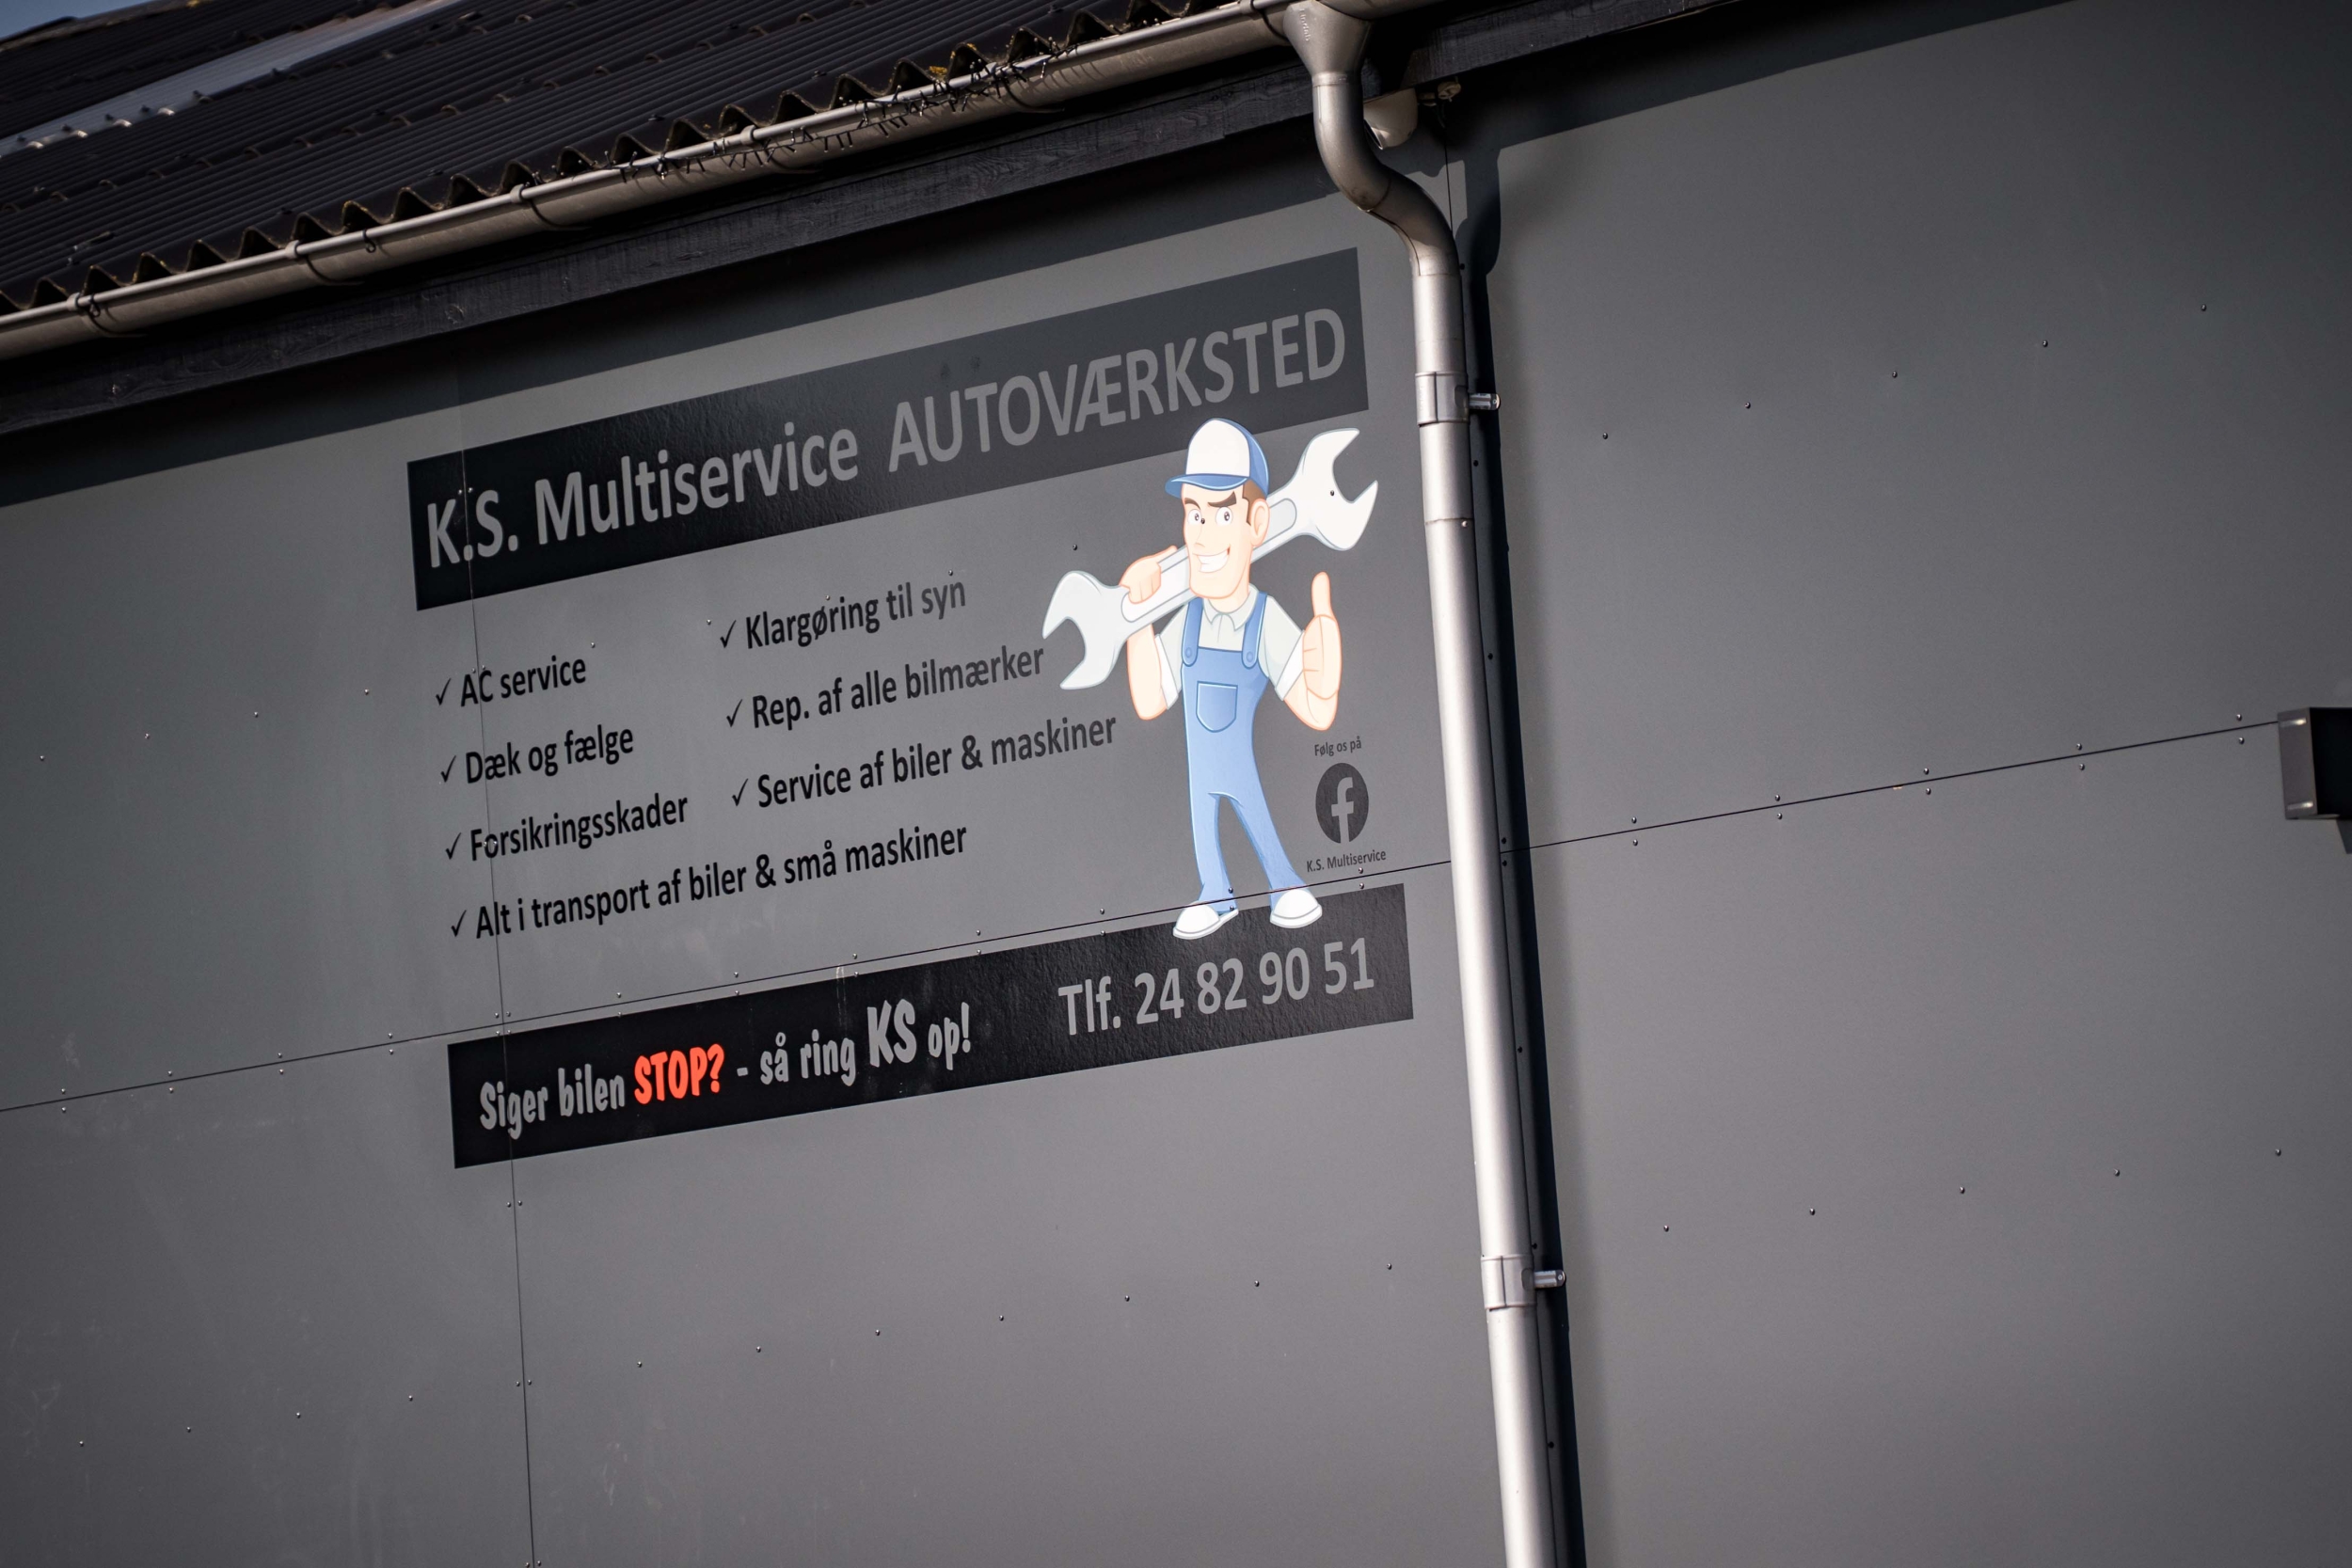 K.S. Multiservice AUTOVÆRKSTED
✓ AC service
✓ Dæk og fælge
✓ Forsikringsskader
✓ Klargøring til syn
✓ Rep. af alle bilmærker
✓ Service af biler & maskiner
✓ Alt i transport af biler & små maskiner
Følg os på
K.S. Multiservice
Siger bilen STOP? - så ring KS op! Tlf. 24 82 90 51